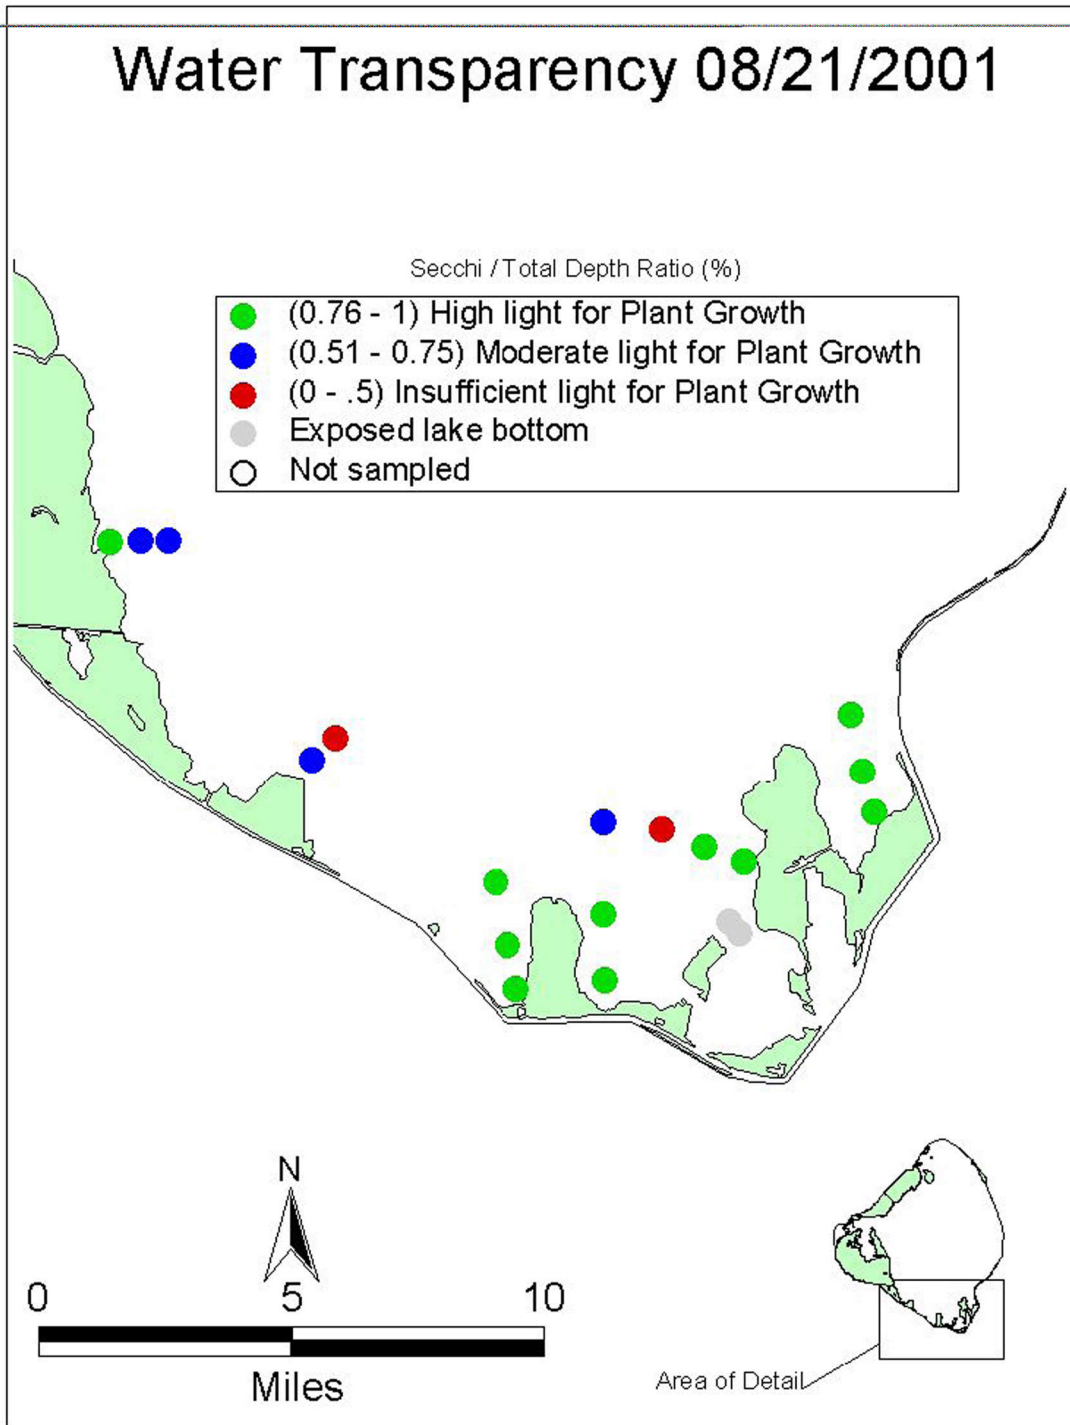 Water Transparency 08/21/2001
Secchi / Total Depth Ratio (%)
(0.76 - 1) High light for Plant Growth
(0.51 - 0.75) Moderate light for Plant Growth
(0 - .5) Insufficient light for Plant Growth
Exposed lake bottom
Not sampled
N
0 5 10
Miles
Area of Detail